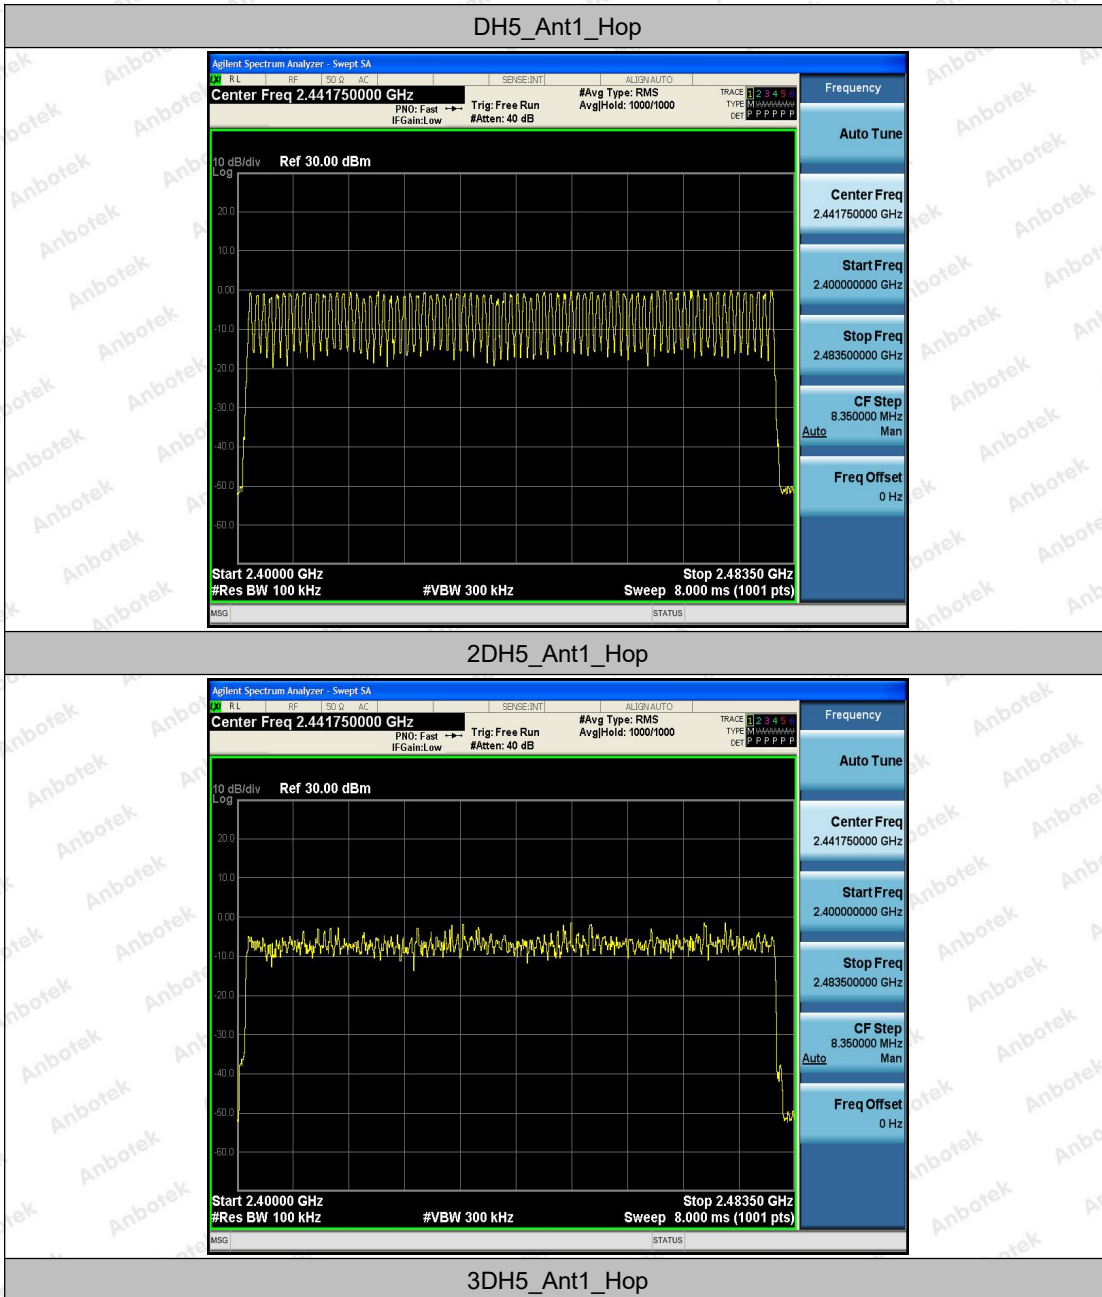 DH5_Ant1_Hop
Agilent Spectrum Analyzer - Swept SA
LXI RL RF 50 Ω AC SENSE:INT ALIGNAUTO
Center Freq 2.441750000 GHz
PNO: Fast
IFGain:Low
Trig: Free Run
#Atten: 40 dB
#Avg Type: RMS
Avg|Hold: 1000/1000
TRACE 1 2 3 4 5 6
TYPE M WWWWW
DET P P P P P P
10 dB/div Ref 30.00 dBm
Log
20.0
10.0
0.00
-10.0
-20.0
-30.0
-40.0
-50.0
-60.0
Start 2.40000 GHz Stop 2.48350 GHz
#Res BW 100 kHz #VBW 300 kHz Sweep 8.000 ms (1001 pts)
MSG STATUS
Frequency
Auto Tune
Center Freq
2.441750000 GHz
Start Freq
2.400000000 GHz
Stop Freq
2.483500000 GHz
CF Step
8.350000 MHz
Auto Man
Freq Offset
0 Hz
2DH5_Ant1_Hop
Agilent Spectrum Analyzer - Swept SA
LXI RL RF 50 Ω AC SENSE:INT ALIGNAUTO
Center Freq 2.441750000 GHz
PNO: Fast
IFGain:Low
Trig: Free Run
#Atten: 40 dB
#Avg Type: RMS
Avg|Hold: 1000/1000
TRACE 1 2 3 4 5 6
TYPE M WWWWW
DET P P P P P P
10 dB/div Ref 30.00 dBm
Log
20.0
10.0
0.00
-10.0
-20.0
-30.0
-40.0
-50.0
-60.0
Start 2.40000 GHz Stop 2.48350 GHz
#Res BW 100 kHz #VBW 300 kHz Sweep 8.000 ms (1001 pts)
MSG STATUS
Frequency
Auto Tune
Center Freq
2.441750000 GHz
Start Freq
2.400000000 GHz
Stop Freq
2.483500000 GHz
CF Step
8.350000 MHz
Auto Man
Freq Offset
0 Hz
3DH5_Ant1_Hop
Anbotek